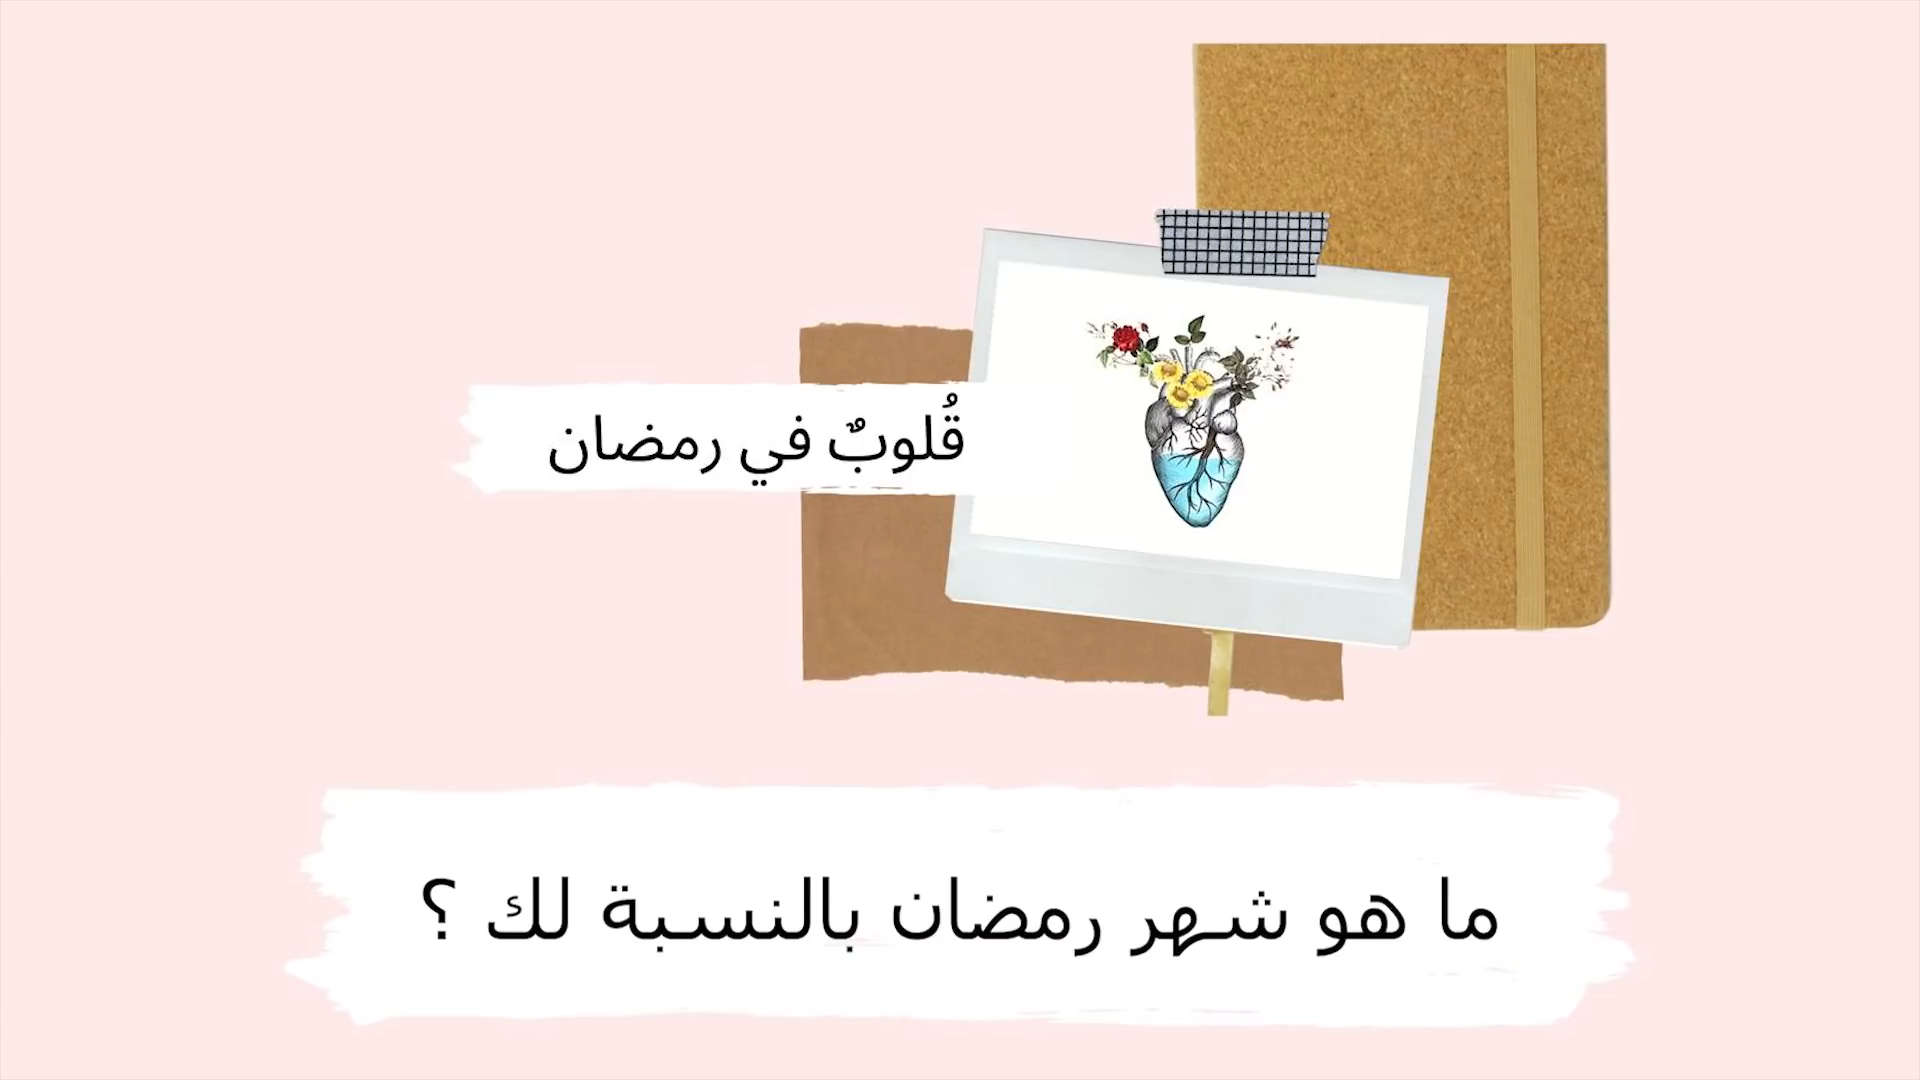 قُلوبٌ في رمضان
ما هو شهر رمضان بالنسبة لك ؟